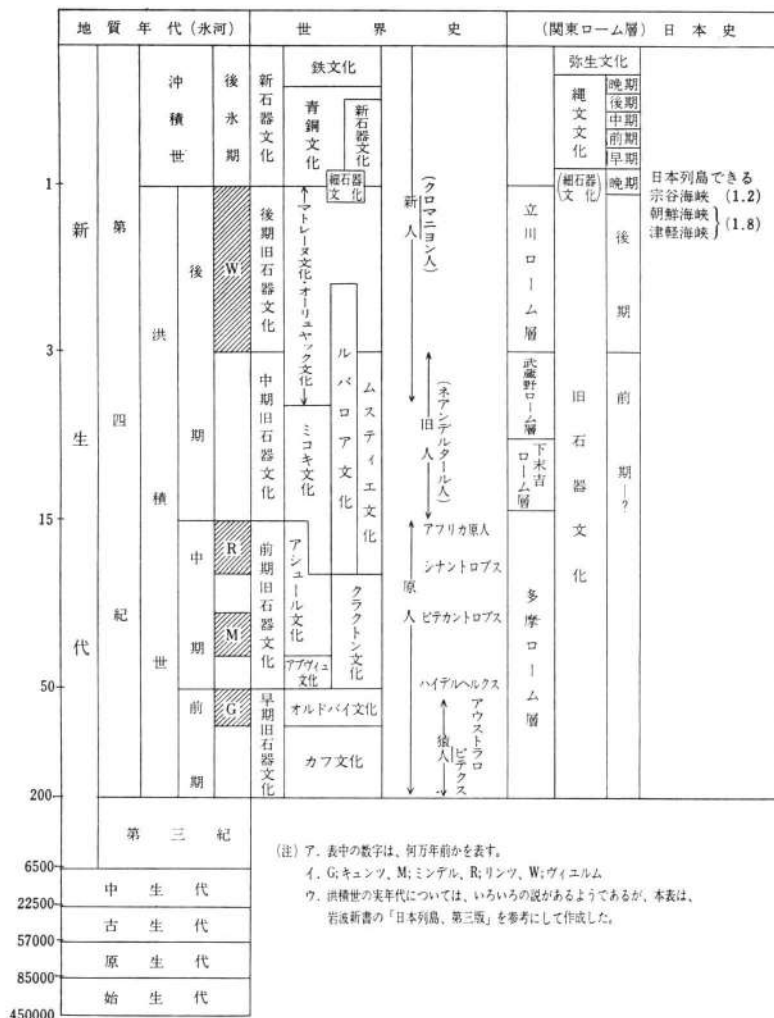 地質年代(氷河)
世界史
(関東ローム層)日本史
新生代
第四紀
沖積世
後氷期
新石器文化
鉄文化
青銅文化
新石器文化
細石器文化
弥生文化
縄文文化
晩期
後期
中期
前期
早期
(細石器文化)
晩期
日本列島できる
宗谷海峡 (1.2)
朝鮮海峡
津軽海峡
(1.8)
1
洪積世
後期
W
後期旧石器文化
マトレーヌ文化・オーリュヤック文化
新人
(クロマニヨン人)
立川ローム層
後期
3
中期旧石器文化
ミコキ文化
ルバロア文化
ムスティエ文化
旧人
(ネアンデルタール人)
武蔵野ローム層
下末吉ローム層
旧石器文化
前期―?
15
中期
R
M
前期旧石器文化
アシュール文化
クラクトン文化
アブヴィユ文化
原人
アフリカ原人
シナントロプス
ピテカントロプス
ハイデルヘルクス
多摩ローム層
50
前期
G
早期旧石器文化
オルドバイ文化
カフ文化
猿人
アウストラロピテクス
200
第三紀
6500
中生代
22500
古生代
57000
原生代
85000
始生代
450000
(注) ア. 表中の数字は、何万年前かを表す。
イ. G;キュンツ、M;ミンデル、R;リンツ、W;ヴィエルム
ウ. 洪積世の実年代については、いろいろの説があるようであるが、本表は、
岩波新書の「日本列島、第三版」を参考にして作成した。